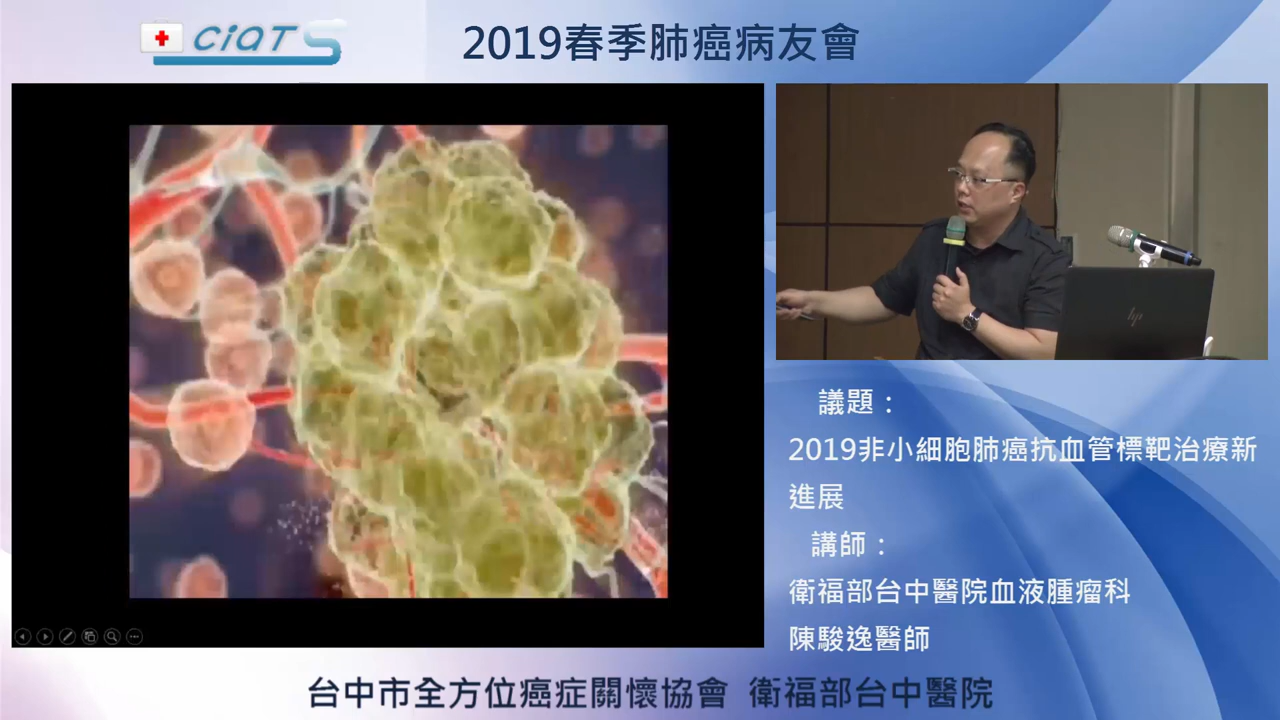 CiQTS
2019春季肺癌病友會
議題：
2019非小細胞肺癌抗血管標靶治療新
進展
講師：
衛福部台中醫院血液腫瘤科
陳駿逸醫師
hp
台中市全方位癌症關懷協會 衛福部台中醫院